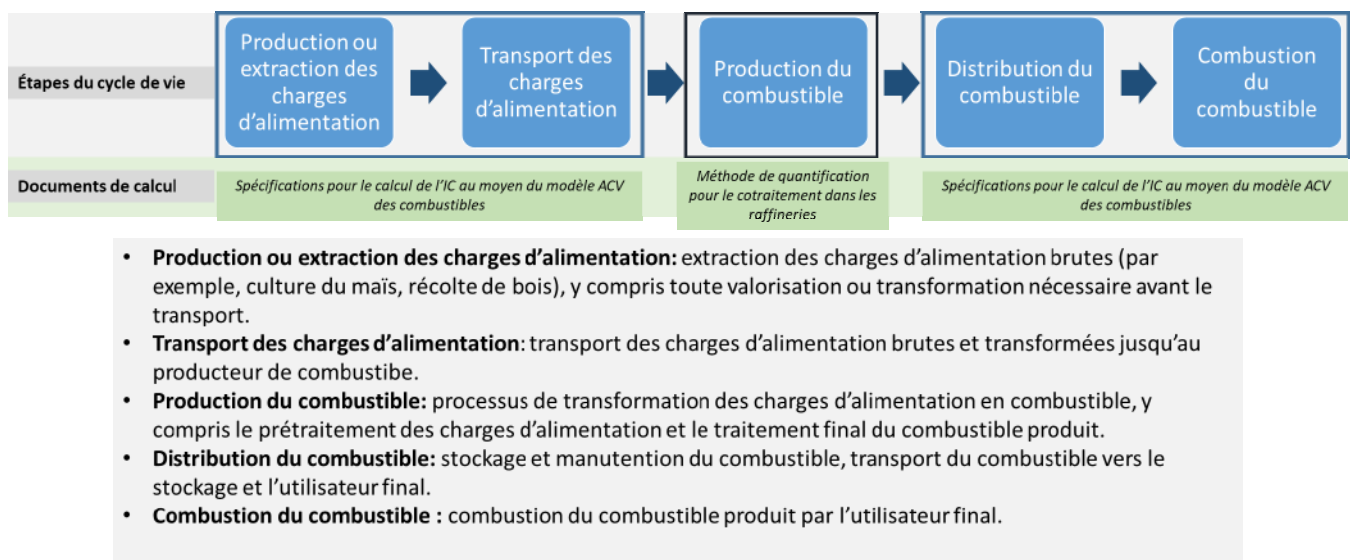 Étapes du cycle de vie
Production ou
extraction des
charges
d'alimentation
Transport des
charges
d'alimentation
Production du
combustible
Distribution du
combustible
Combustion
du
combustible
Documents de calcul
Spécifications pour le calcul de l'IC au moyen du modèle ACV
des combustibles
Méthode de quantification
pour le cotraitement dans les
raffineries
Spécifications pour le calcul de l'IC au moyen du modèle ACV
des combustibles
• Production ou extraction des charges d'alimentation: extraction des charges d'alimentation brutes (par
exemple, culture du maïs, récolte de bois), y compris toute valorisation ou transformation nécessaire avant le
transport.
• Transport des charges d'alimentation: transport des charges d'alimentation brutes et transformées jusqu'au
producteur de combustibe.
• Production du combustible: processus de transformation des charges d'alimentation en combustible, y
compris le prétraitement des charges d'alimentation et le traitement final du combustible produit.
• Distribution du combustible: stockage et manutention du combustible, transport du combustible vers le
stockage et l'utilisateur final.
• Combustion du combustible : combustion du combustible produit par l'utilisateur final.